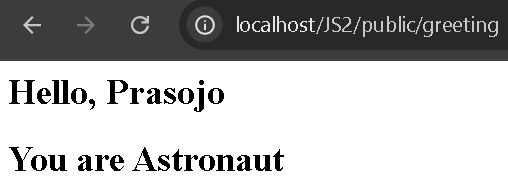 localhost/JS2/public/greeting
Hello, Prasojo
You are Astronaut